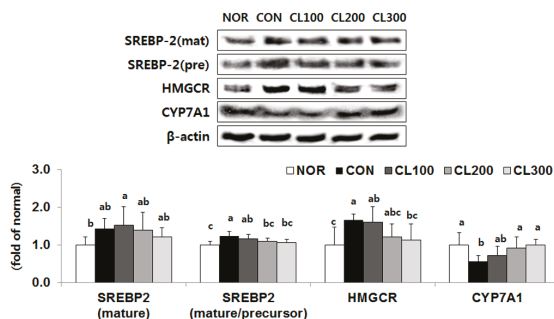 NOR CON CL100 CL200 CL300
SREBP-2(mat)
SREBP-2(pre)
HMGCR
CYP7A1
β-actin
NOR CON CL100 CL200 CL300
(fold of normal)
3.0
2.0
1.0
0.0
b ab a ab ab
c a ab bc bc
c a ab abc bc
a b ab a a
SREBP2 (mature)
SREBP2 (mature/precursor)
HMGCR
CYP7A1